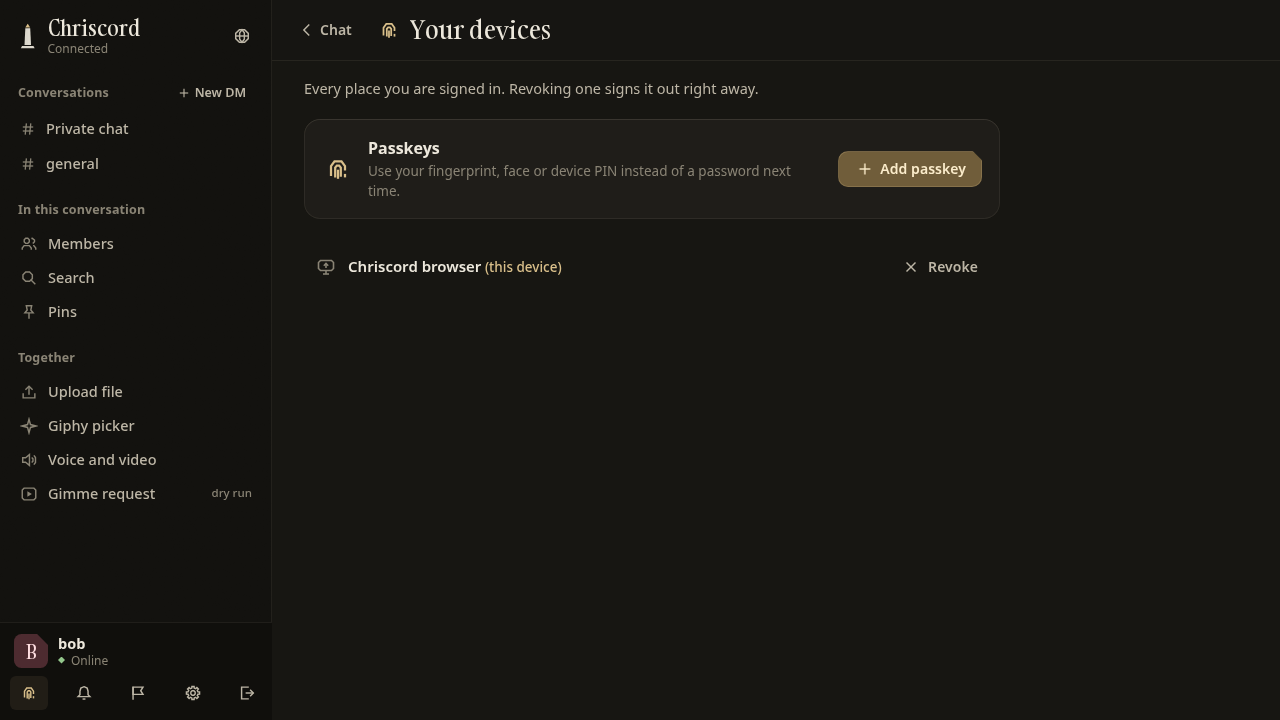 Chriscord
Connected
Conversations
New DM
Private chat
general
In this conversation
Members
Search
Pins
Together
Upload file
Giphy picker
Voice and video
Gimme request
dry run
B
bob
Online
Chat
Your devices
Every place you are signed in. Revoking one signs it out right away.
Passkeys
Use your fingerprint, face or device PIN instead of a password next
time.
Add passkey
Chriscord browser (this device)
Revoke